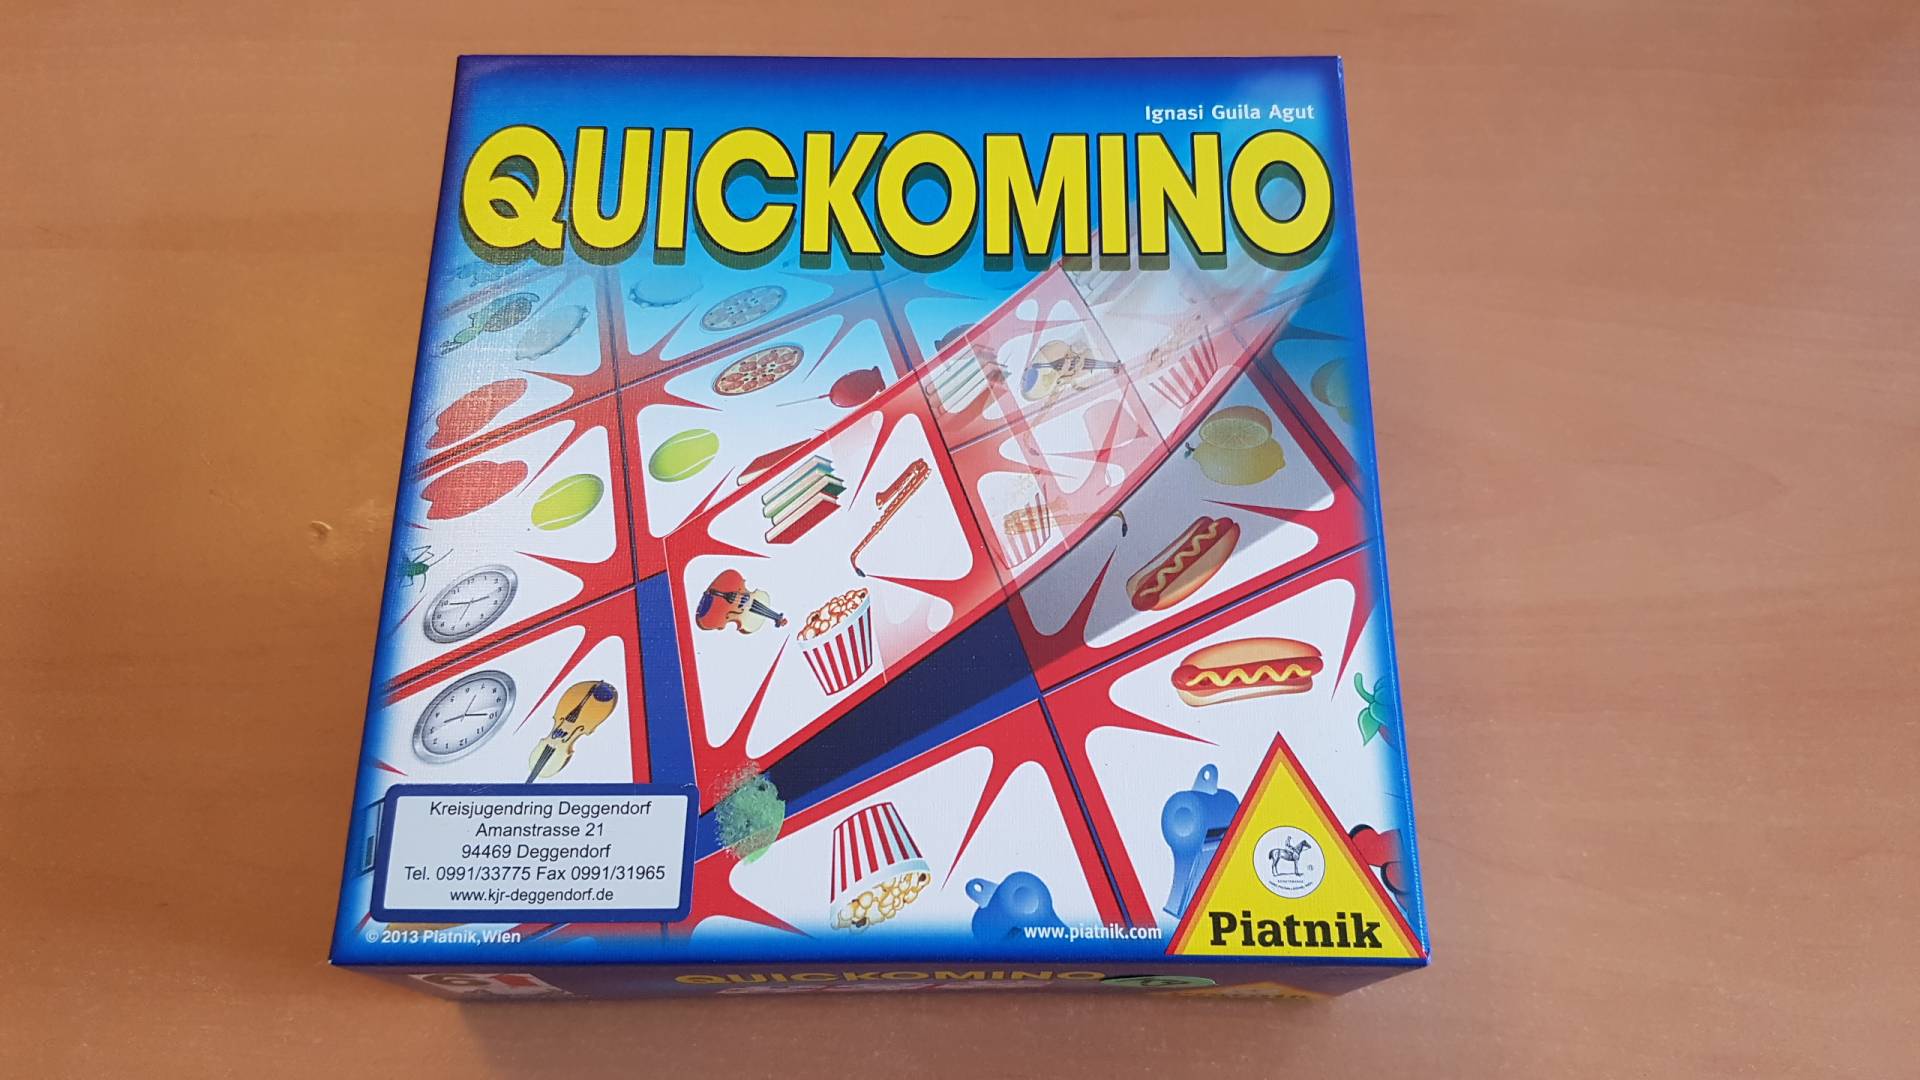 Ignasi Guila Agut
QUICKOMINO
Kreisjugendring Deggendorf
Amanstrasse 21
94469 Deggendorf
Tel. 0991/33775 Fax 0991/31965
www.kjr-deggendorf.de
© 2013 Piatnik, Wien
www.piatnik.com
Piatnik
QUICKOMINO